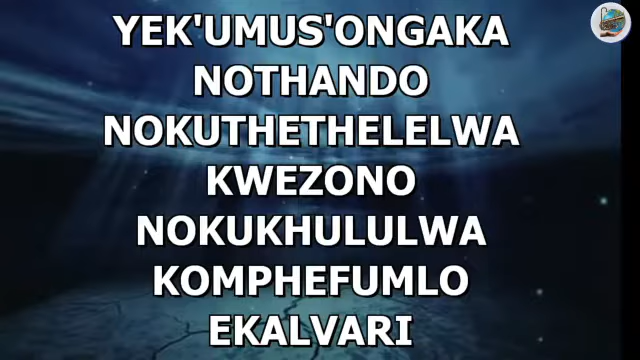 YEK'UMUS'ONGAKA
NOTHANDO
NOKUTHETHELELWA
KWEZONO
NOKUKHULULWA
KOMPHEFUMLO
EKALVARI